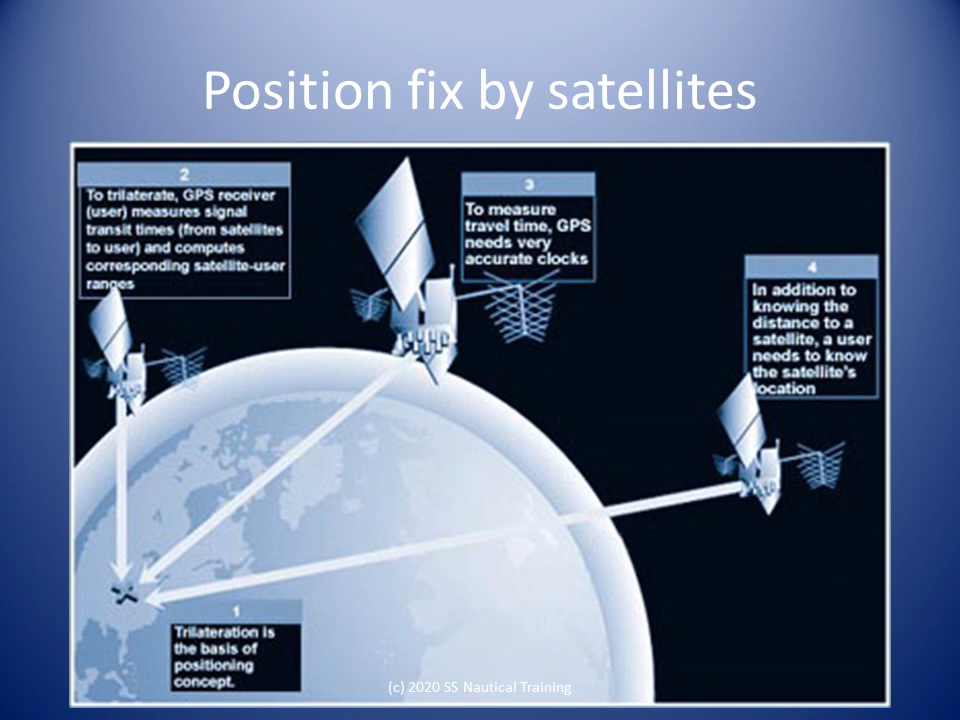 Position fix by satellites
2
To trilaterate, GPS receiver
(user) measures signal
transit times (from satellites
to user) and computes
corresponding satellite-user
ranges
3
To measure
travel time, GPS
needs very
accurate clocks
4
In addition to
knowing the
distance to a
satellite, a user
needs to know
the satellite's
location
1
Trilateration is
the basis of
positioning
concept.
(c) 2020 SS Nautical Training